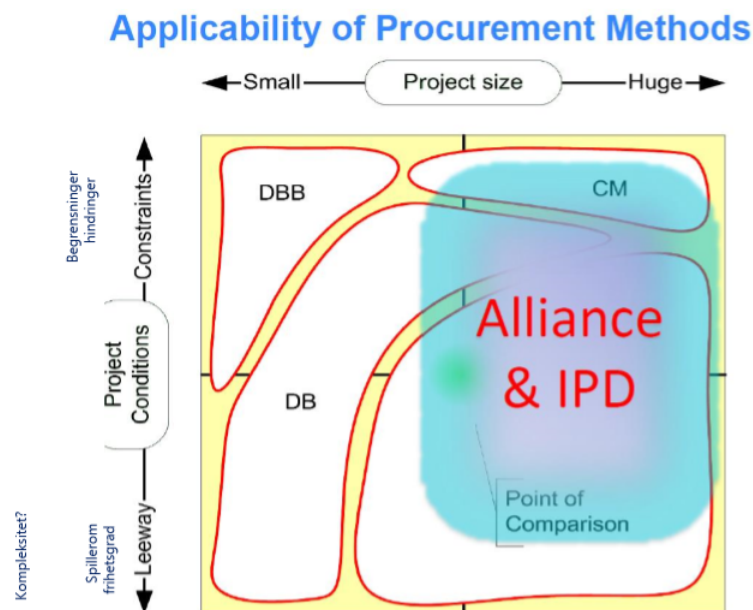 Applicability of Procurement Methods
Small
Project size
Huge
Begrensninger
hindringer
Constraints
DBB
CM
Alliance
& IPD
Project
Conditions
DB
Point of
Comparison
Leeway
Spillerom
frihetsgrad
Kompleksitet?